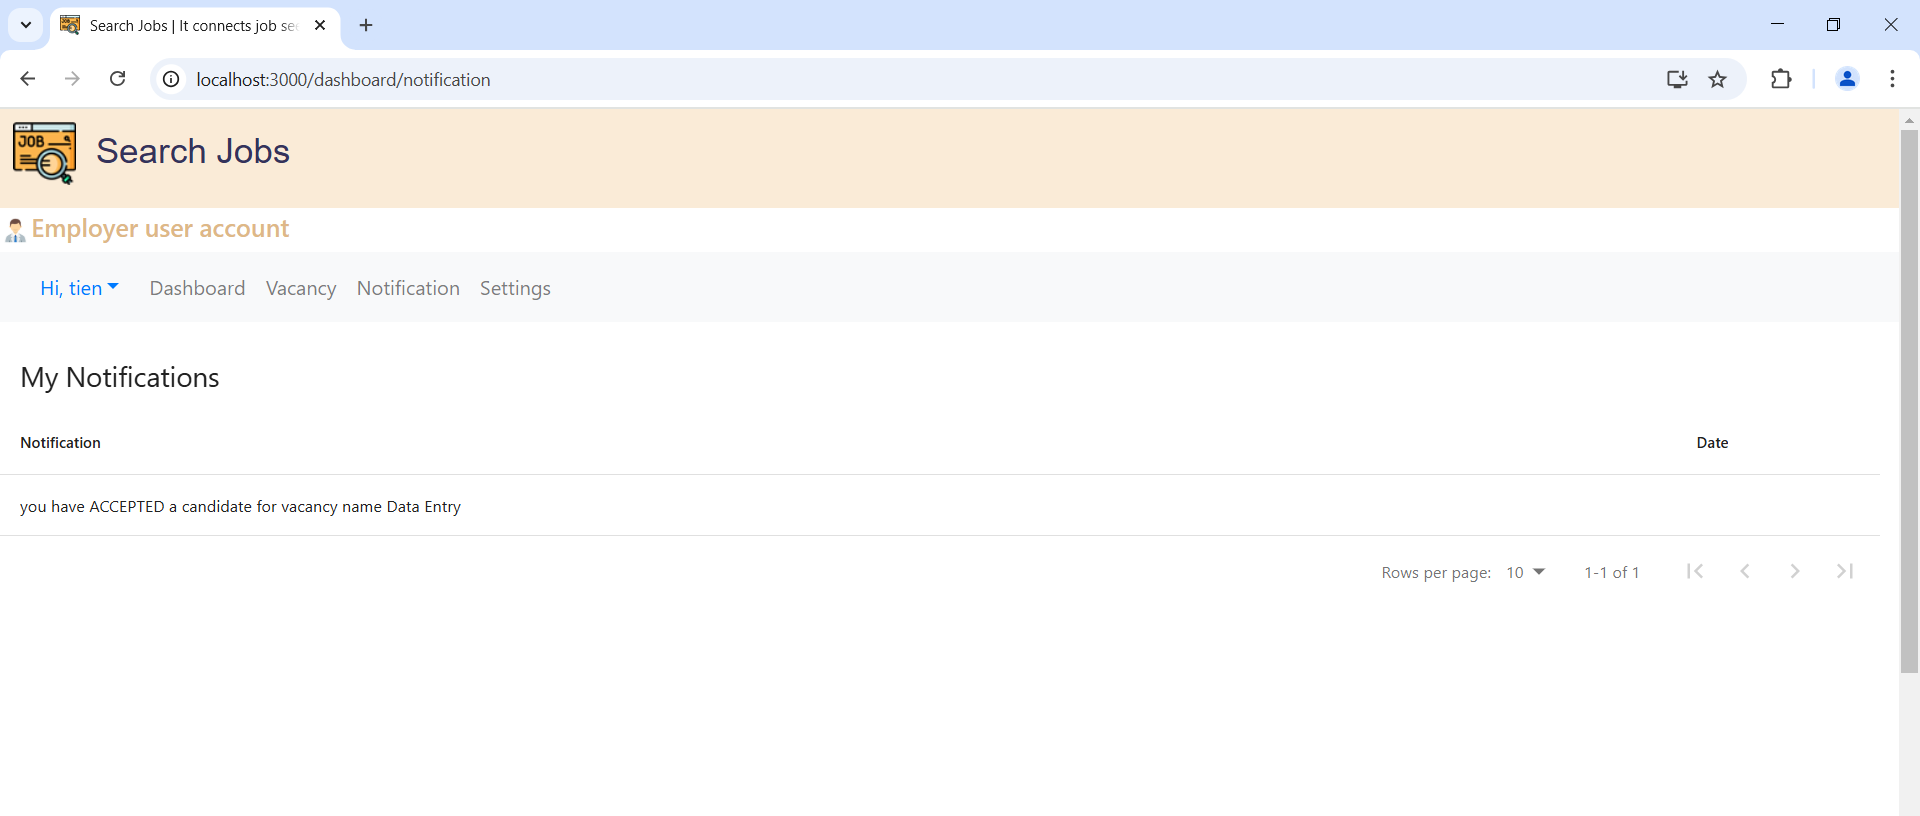 Search Jobs | It connects job see
localhost:3000/dashboard/notification
JOB
Search Jobs
Employer user account
Hi, tien Dashboard Vacancy Notification Settings
My Notifications
Notification Date
you have ACCEPTED a candidate for vacancy name Data Entry
Rows per page: 10 1-1 of 1